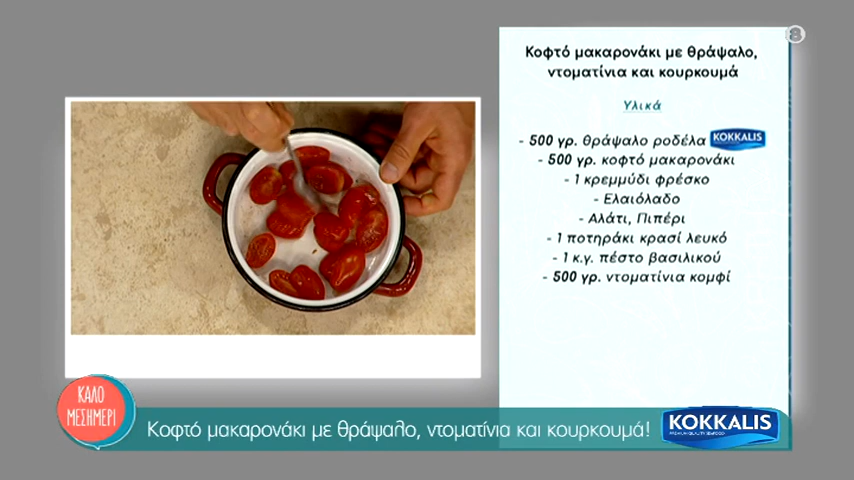 8
Κοφτό μακαρονάκι με θράψαλο,
ντοματίνια και κουρκουμά
Υλικά
- 500 γρ. θράψαλο ροδέλα KOKKALIS
- 500 γρ. κοφτό μακαρονάκι
- 1 κρεμμύδι φρέσκο
- Ελαιόλαδο
- Αλάτι, Πιπέρι
- 1 ποτηράκι κρασί λευκό
- 1 κ.γ. πέστο βασιλικού
- 500 γρ. ντοματίνια κομφί
ΚΑΛΟ
ΜΕΣΗΜΕΡΙ
Κοφτό μακαρονάκι με θράψαλο, ντοματίνια και κουρκουμά!
KOKKALIS